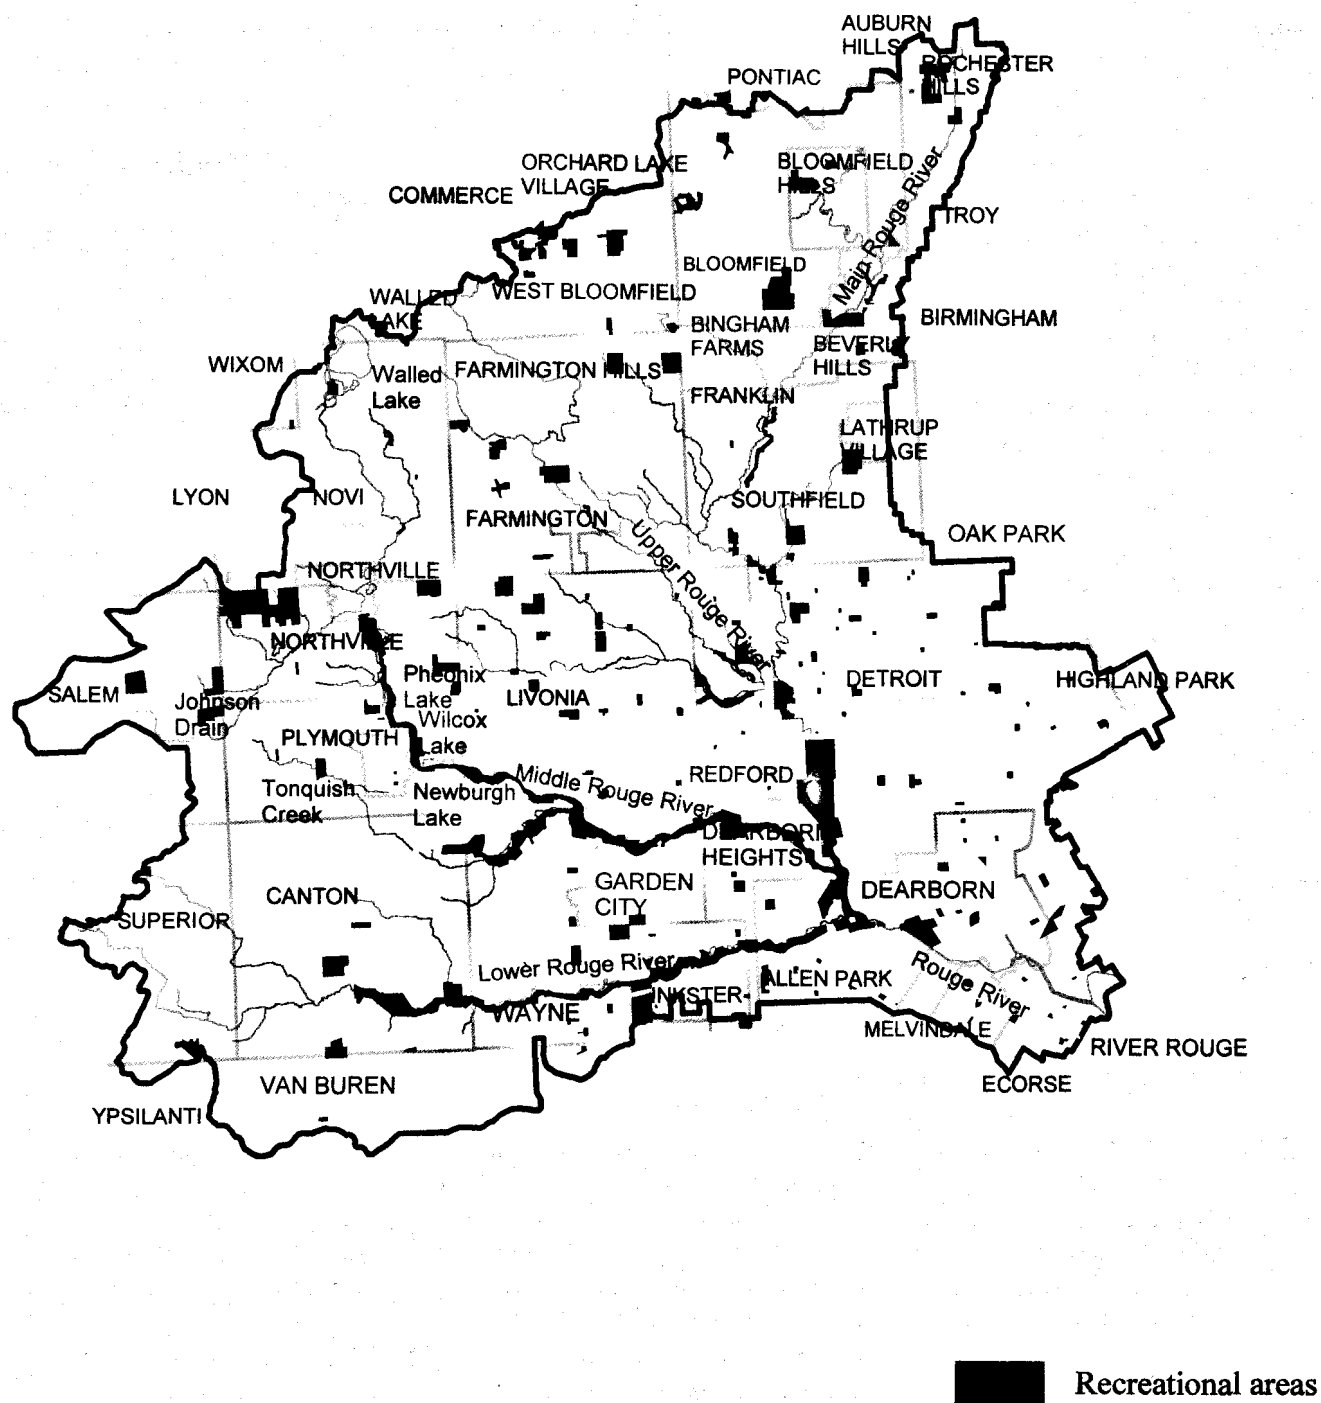 AUBURN
HILLS
ROCHESTER
HILLS
PONTIAC
ORCHARD LAKE
VILLAGE
BLOOMFIELD
HILLS
COMMERCE
Main Rouge River
TROY
BLOOMFIELD
WALLED
LAKE
WEST BLOOMFIELD
BINGHAM
FARMS
BIRMINGHAM
BEVERLY
HILLS
WIXOM
Walled
Lake
FARMINGTON HILLS
FRANKLIN
LATHRUP
VILLAGE
LYON
NOVI
SOUTHFIELD
FARMINGTON
OAK PARK
Upper Rouge River
NORTHVILLE
NORTHVILLE
SALEM
Johnson
Drain
Pheonix
Lake
Wilcox
Lake
LIVONIA
DETROIT
HIGHLAND PARK
PLYMOUTH
Tonquish
Creek
Newburgh
Lake
Middle Rouge River
REDFORD
DEARBORN
HEIGHTS
CANTON
GARDEN
CITY
DEARBORN
SUPERIOR
Lower Rouge River
ALLEN PARK
Rouge River
INKSTER
WAYNE
MELVINDALE
RIVER ROUGE
ECORSE
VAN BUREN
YPSILANTI
Recreational areas